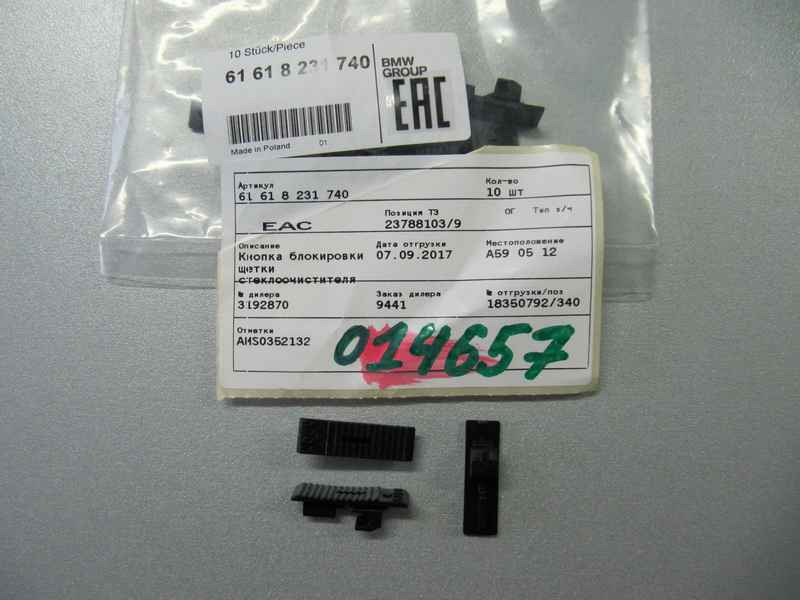 10 Stück/Piece
61 61 8 231 740
BMW
GROUP
EAC
Made in Poland 01
Артикул Кол-во
61 61 8 231 740 10 шт
Позиция ТЭ ОГ Тип з/ч
EAC 23788103/9
Описание Дата отгрузки Местоположение
Кнопка блокировки 07.09.2017 A59 05 12
щетки
стеклоочистителя
№ дилера Заказ дилера № отгрузки/поз
3192870 9441 18350792/340
Отметки
AMS0352132
014657